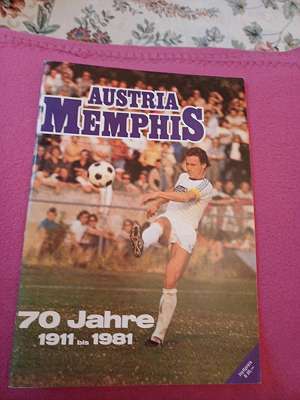 AUSTRIA
MEMPHIS
70 Jahre
1911 bis 1981